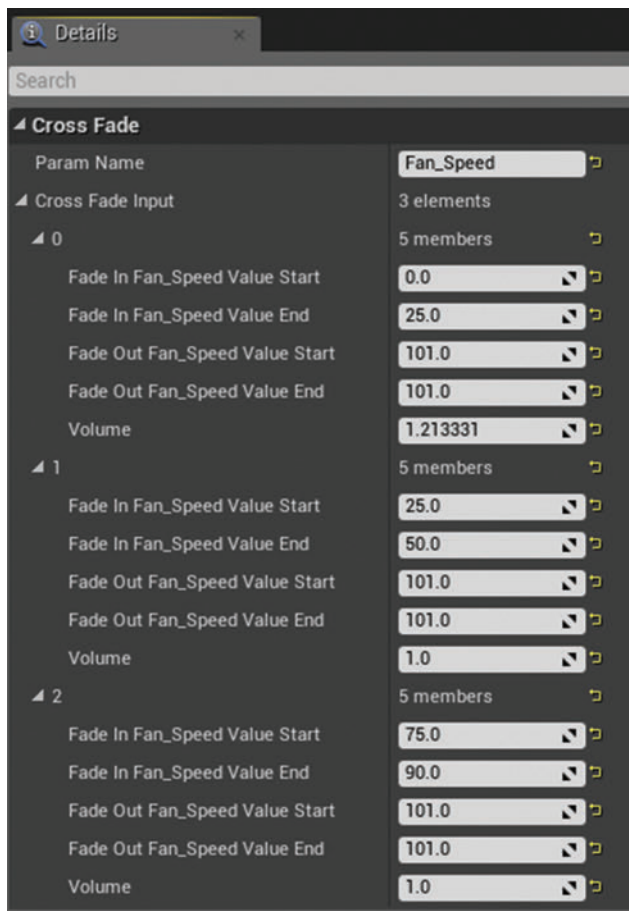 Details
Search
Cross Fade
Param Name Fan_Speed
Cross Fade Input 3 elements
0 5 members
Fade In Fan_Speed Value Start 0.0
Fade In Fan_Speed Value End 25.0
Fade Out Fan_Speed Value Start 101.0
Fade Out Fan_Speed Value End 101.0
Volume 1.213331
1 5 members
Fade In Fan_Speed Value Start 25.0
Fade In Fan_Speed Value End 50.0
Fade Out Fan_Speed Value Start 101.0
Fade Out Fan_Speed Value End 101.0
Volume 1.0
2 5 members
Fade In Fan_Speed Value Start 75.0
Fade In Fan_Speed Value End 90.0
Fade Out Fan_Speed Value Start 101.0
Fade Out Fan_Speed Value End 101.0
Volume 1.0